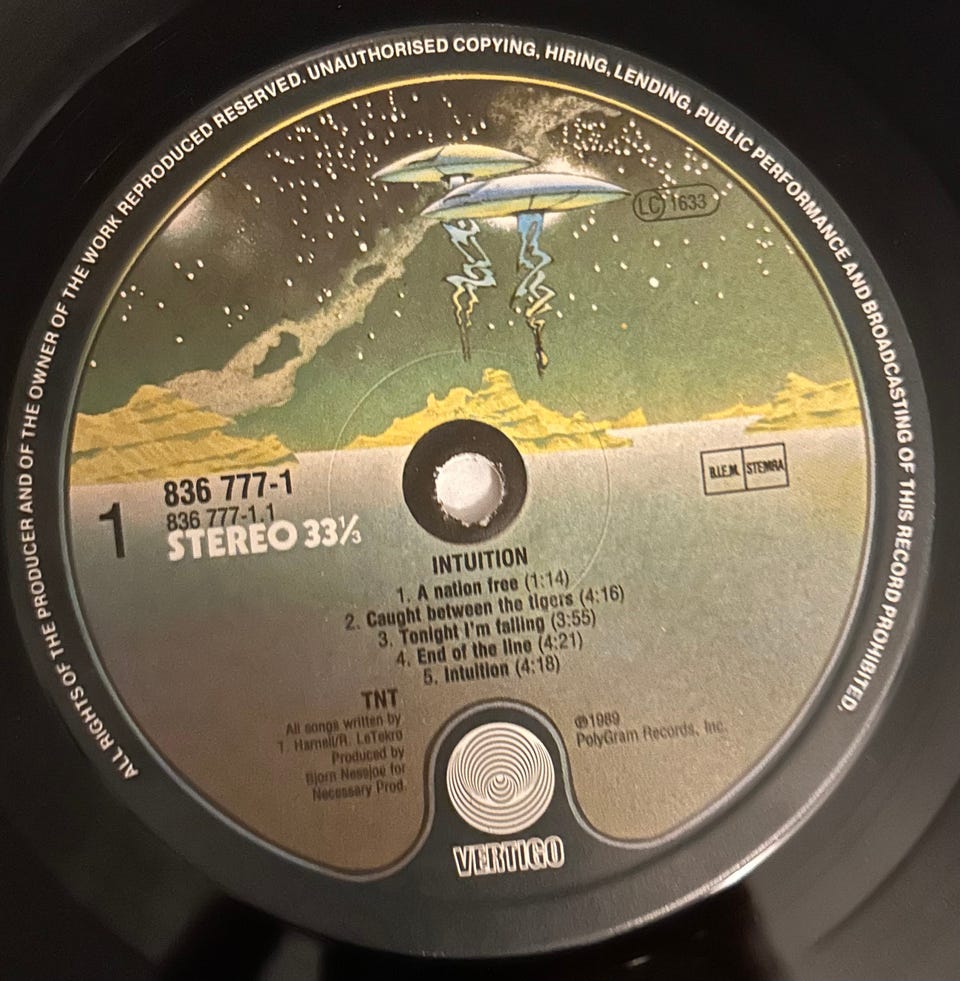 ALL RIGHTS OF THE PRODUCER AND OF THE OWNER OF THE WORK REPRODUCED RESERVED. UNAUTHORISED COPYING, HIRING, LENDING, PUBLIC PERFORMANCE AND BROADCASTING OF THIS RECORD PROHIBITED.
LC 1633
B.I.E.M. STEMRA
1
836 777-1
836 777-1.1
STEREO 33⅓
INTUITION
1. A nation free (1:14)
2. Caught between the tigers (4:16)
3. Tonight I'm falling (3:55)
4. End of the line (4:21)
5. Intuition (4:18)
TNT
All songs written by
T. Harnell/R. LeTekro
Produced by
Bjorn Nessjoe for
Necessary Prod.
℗1989
PolyGram Records, Inc.
VERTIGO